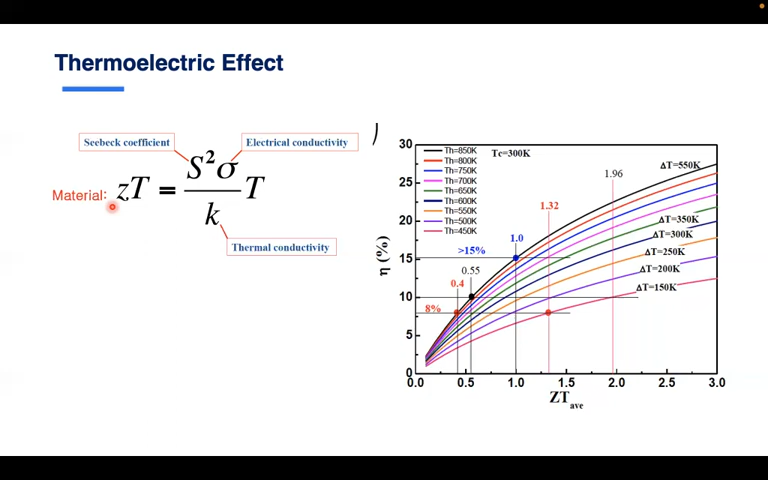 Thermoelectric Effect
Seebeck coefficient
Electrical conductivity
Material: zT = S²σ / k T
Thermal conductivity
)
η (%)
30
25
20
15
10
5
0
Th=850K
Th=800K
Th=750K
Th=700K
Th=650K
Th=600K
Th=550K
Th=500K
Th=450K
Tc=300K
1.96
1.32
1.0
>15%
0.55
0.4
8%
ΔT=550K
ΔT=350K
ΔT=300K
ΔT=250K
ΔT=200K
ΔT=150K
0.0 0.5 1.0 1.5 2.0 2.5 3.0
ZTave